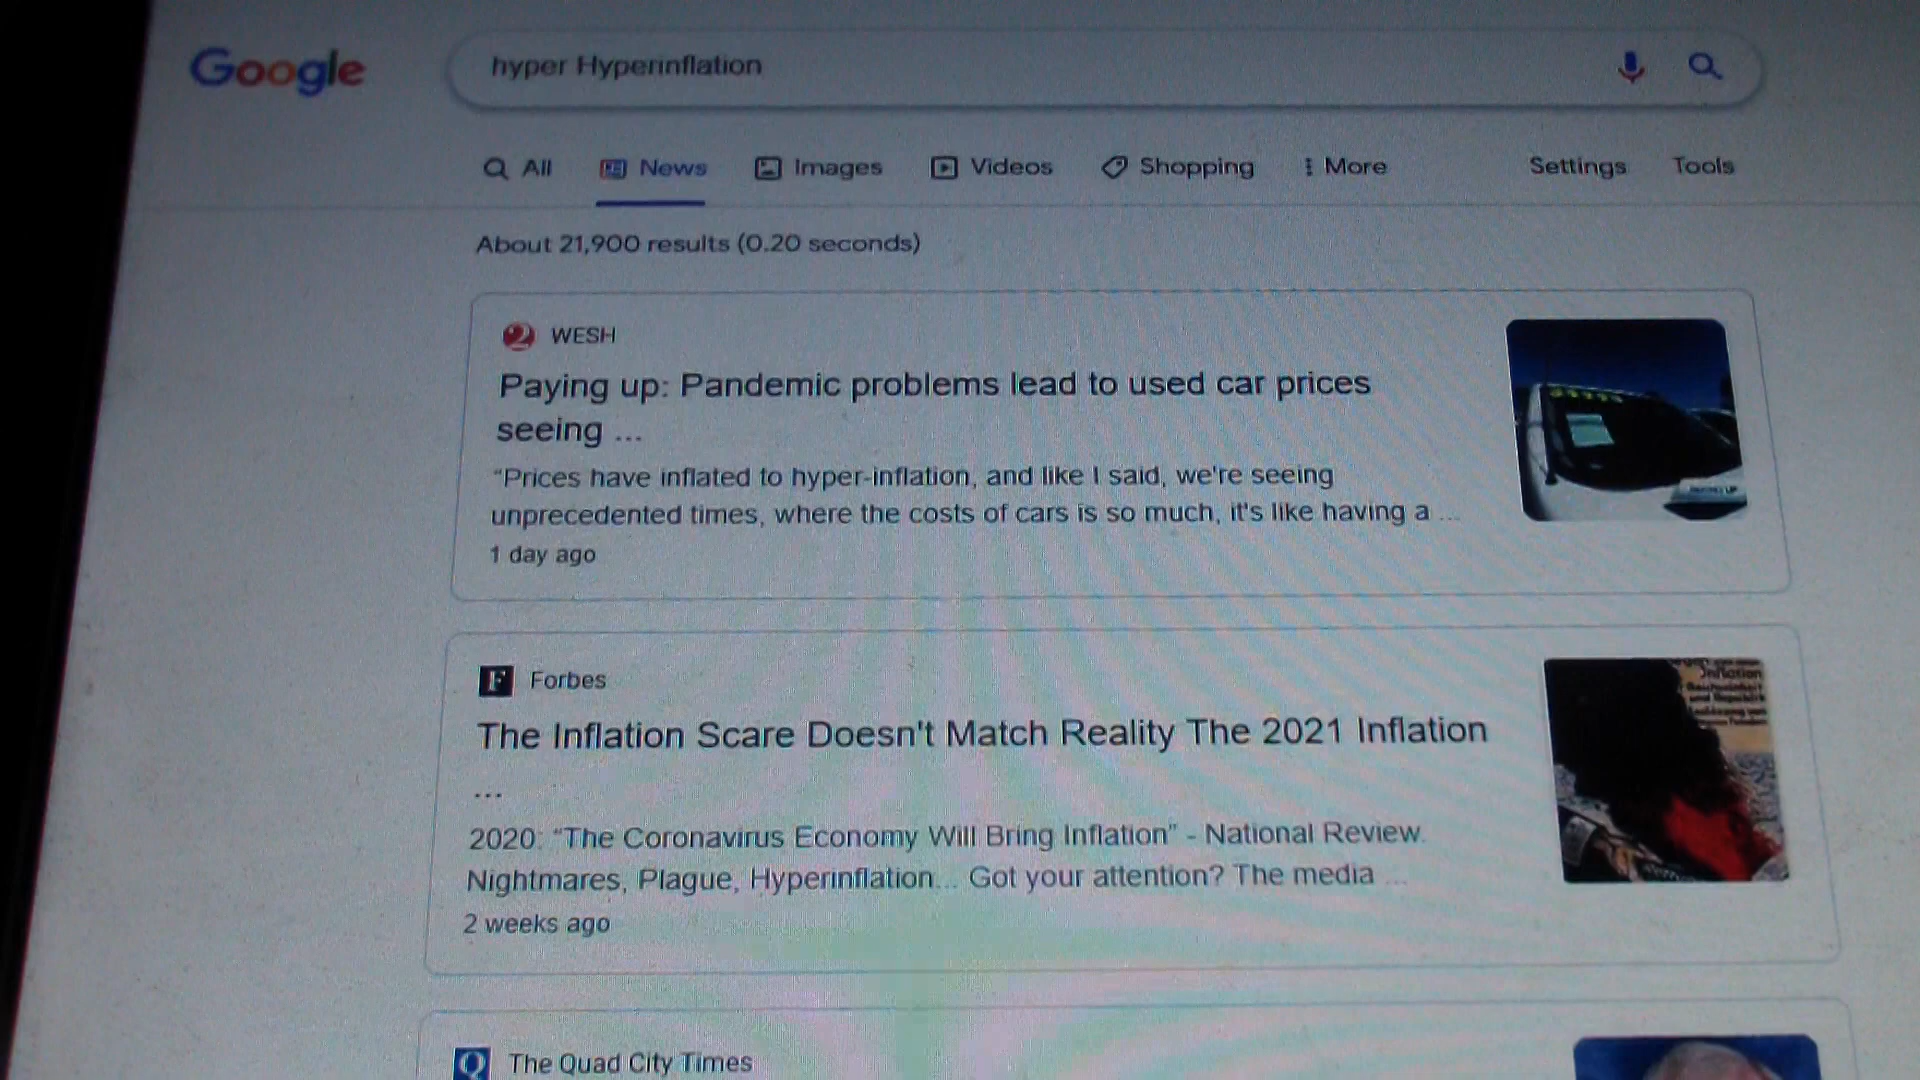 Google
hyper Hyperinflation
All News Images Videos Shopping More Settings Tools
About 21,900 results (0.20 seconds)
2 WESH
Paying up: Pandemic problems lead to used car prices
seeing ...
“Prices have inflated to hyper-inflation, and like I said, we're seeing
unprecedented times, where the costs of cars is so much, it's like having a ...
1 day ago
F Forbes
Inflation
The Inflation Scare Doesn't Match Reality The 2021 Inflation
...
2020: “The Coronavirus Economy Will Bring Inflation” - National Review.
Nightmares, Plague, Hyperinflation... Got your attention? The media ...
2 weeks ago
Q The Quad City Times